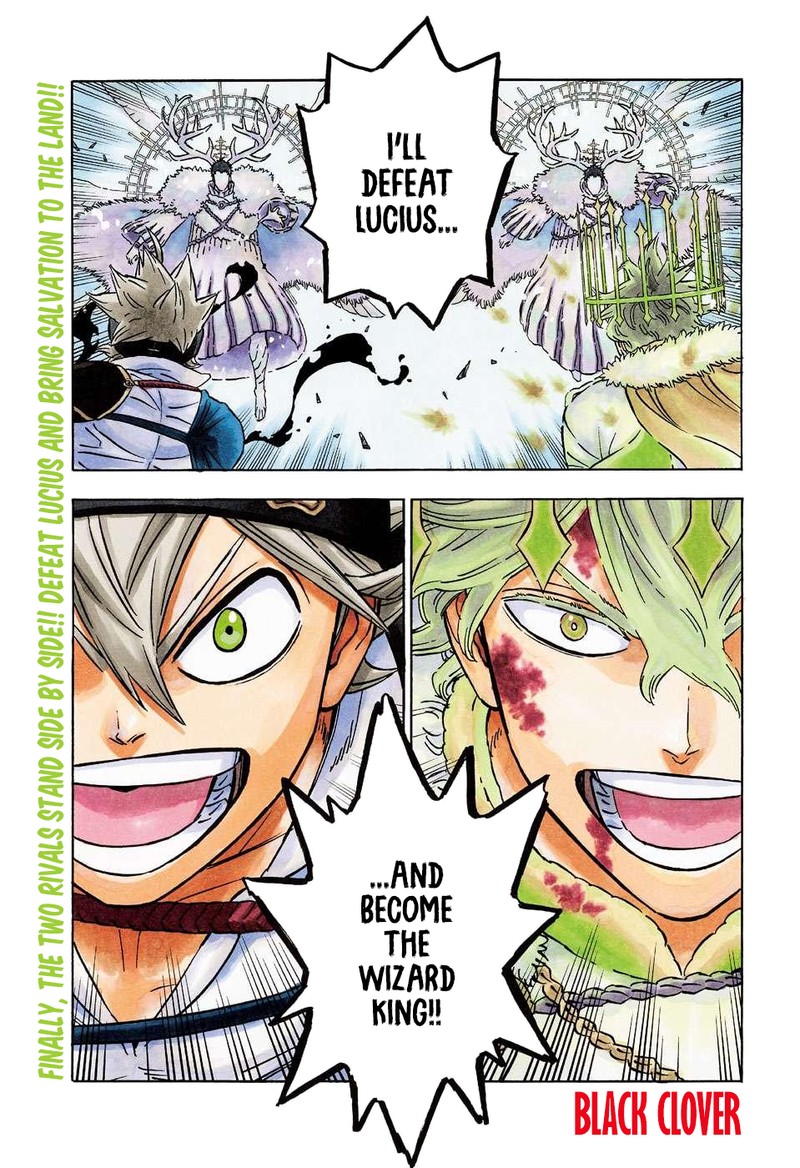 FINALLY, THE TWO RIVALS STAND SIDE BY SIDE!! DEFEAT LUCIUS AND BRING SALVATION TO THE LAND!!
I'LL
DEFEAT
LUCIUS...
...AND
BECOME
THE
WIZARD
KING!!
BLACK CLOVER